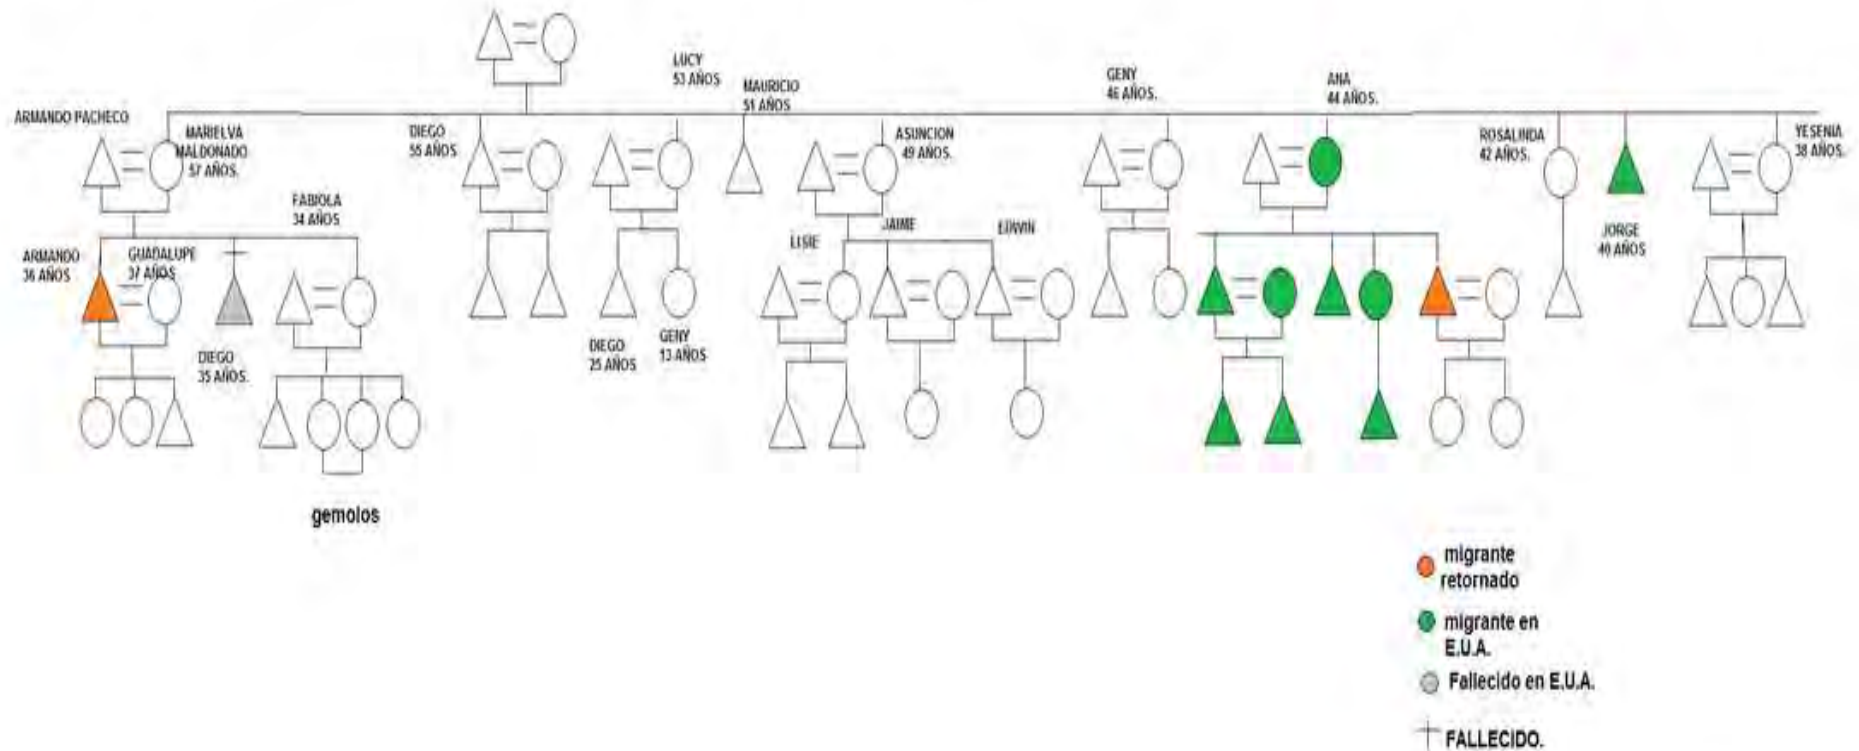 LUCY
53 AÑOS
MAURICIO
51 AÑOS
GENY
46 AÑOS.
ANA
44 AÑOS.
ARMANDO PACHECO
MARIELVA
MALDONADO
57 AÑOS.
DIEGO
55 AÑOS
ASUNCION
49 AÑOS.
ROSALINDA
42 AÑOS.
YESENIA
38 AÑOS.
FABIOLA
34 AÑOS
ARMANDO
36 AÑOS
GUADALUPE
37 AÑOS
LISIE
JAIME
EDWIN
JORGE
40 AÑOS
DIEGO
35 AÑOS.
DIEGO
25 AÑOS
GENY
13 AÑOS
gemolos
migrante
retornado
migrante en
E.U.A.
Fallecido en E.U.A.
FALLECIDO.